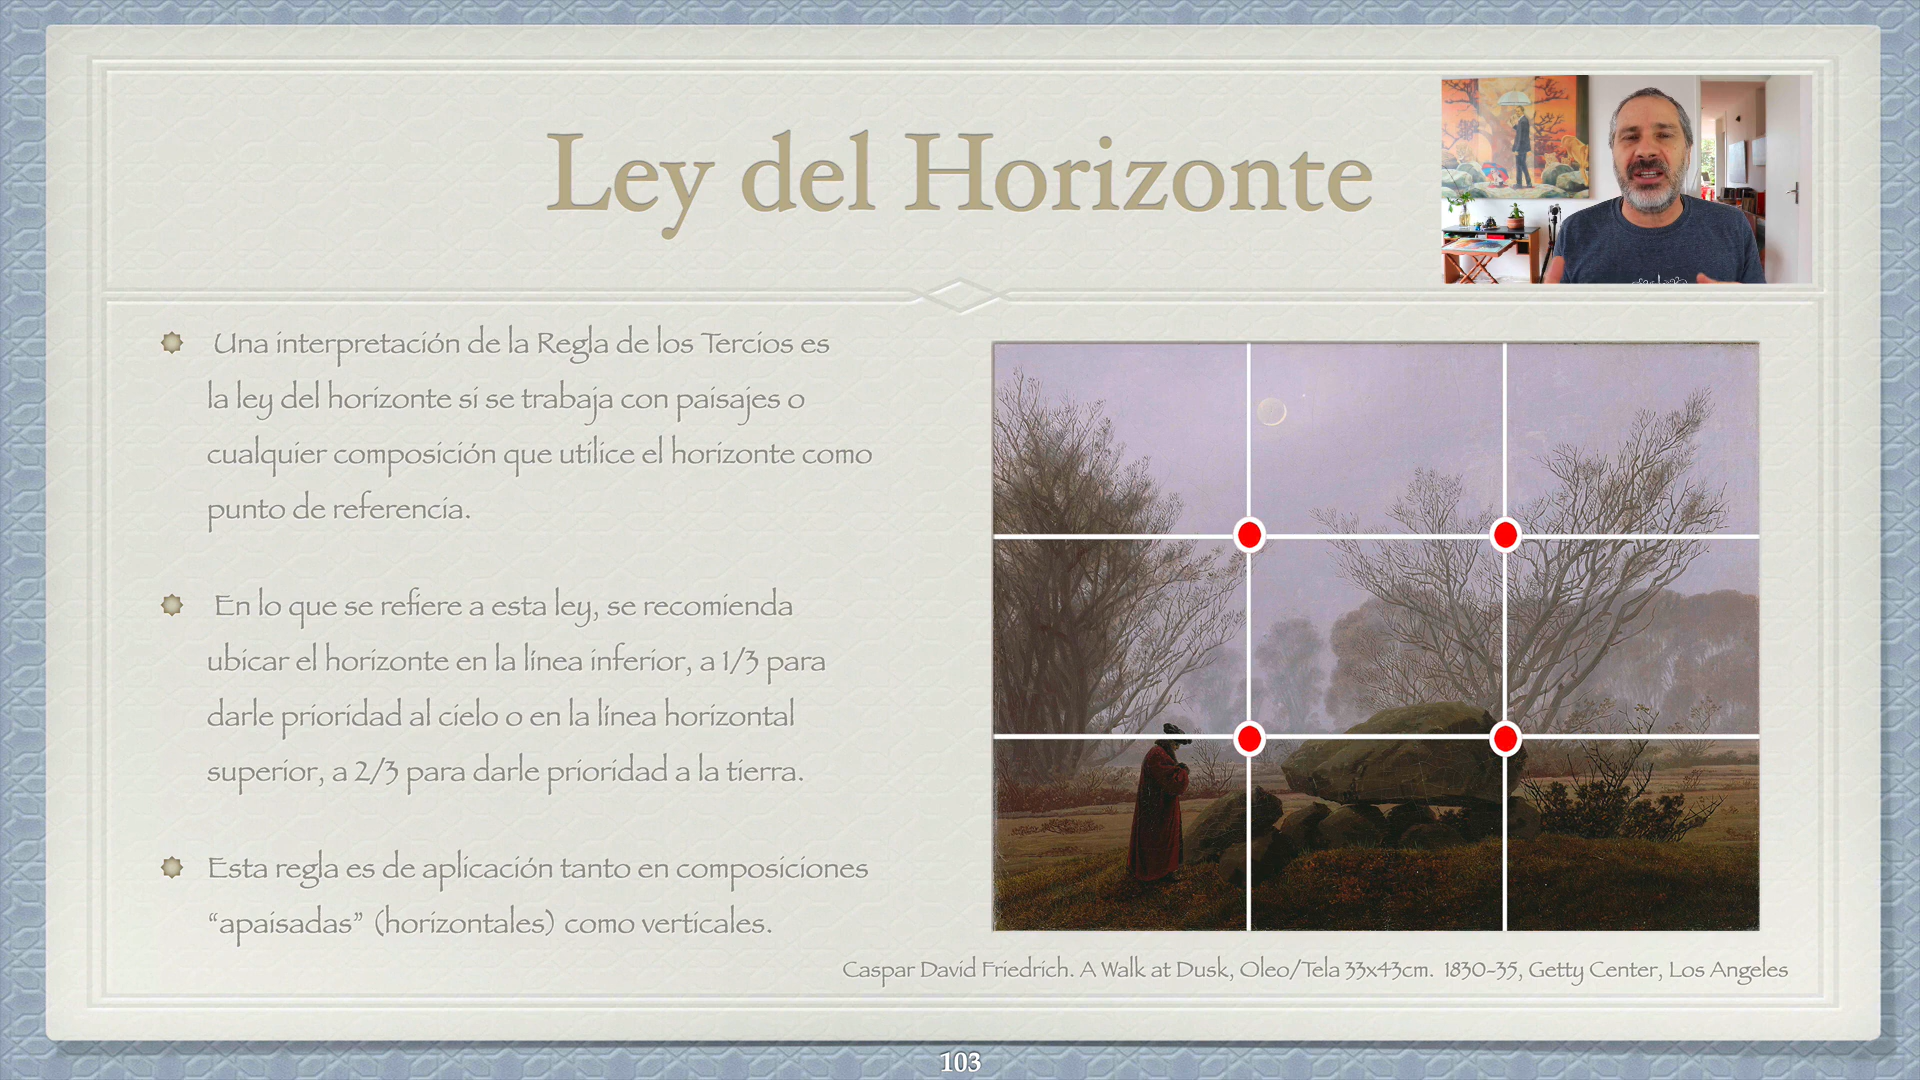 Ley del Horizonte
Una interpretación de la Regla de los Tercios es
la ley del horizonte si se trabaja con paisajes o
cualquier composición que utilice el horizonte como
punto de referencia.
En lo que se refiere a esta ley, se recomienda
ubicar el horizonte en la línea inferior, a 1/3 para
darle prioridad al cielo o en la línea horizontal
superior, a 2/3 para darle prioridad a la tierra.
Esta regla es de aplicación tanto en composiciones
“apaisadas” (horizontales) como verticales.
Caspar David Friedrich. A Walk at Dusk, Oleo/Tela 33x43cm. 1830-35, Getty Center, Los Angeles
103